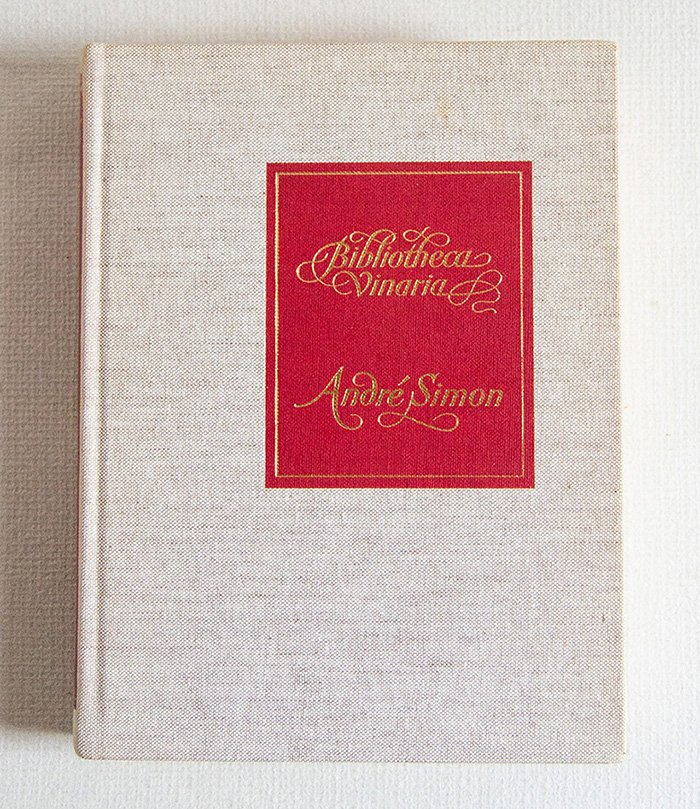 Bibliotheca
Vinaria
André Simon